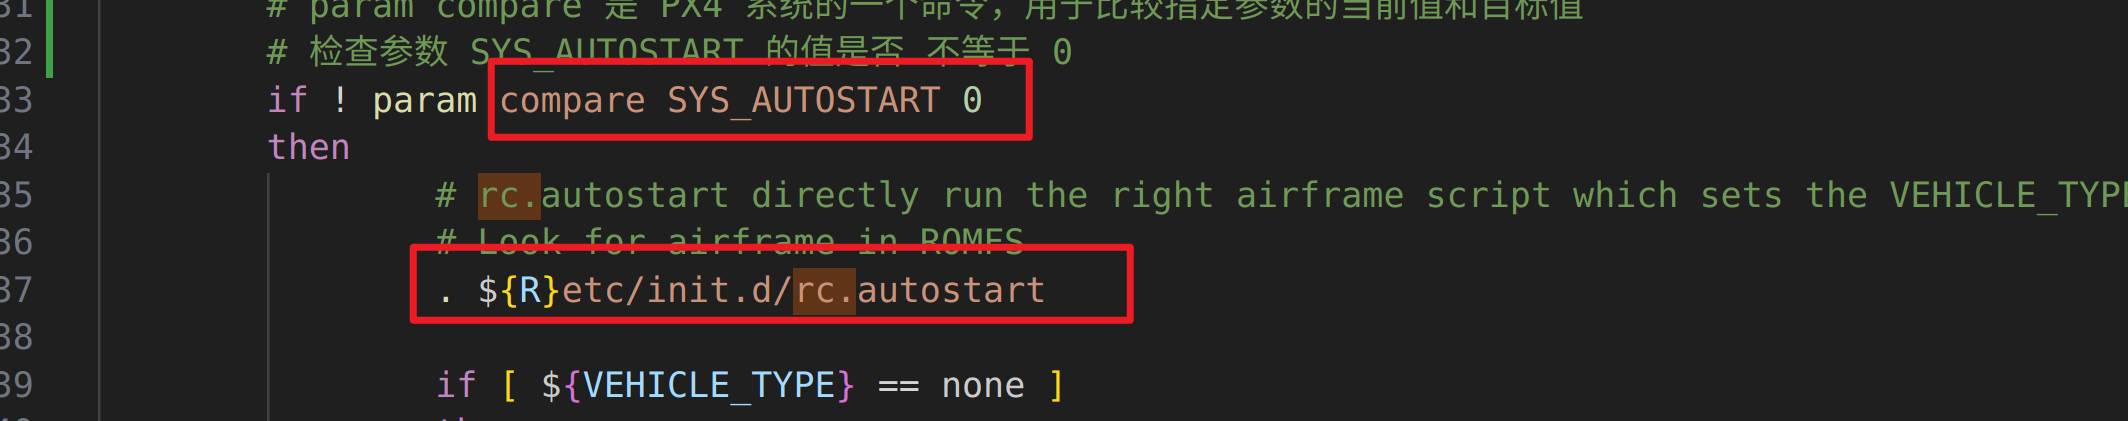 31 # param compare 是 PX4 系统的一个命令，用于比较指定参数的当前值和目标值
32 # 检查参数 SYS_AUTOSTART 的值是否 不等于 0
33 if ! param compare SYS_AUTOSTART 0
34 then
35 # rc.autostart directly run the right airframe script which sets the VEHICLE_TYPE
36 # Look for airframe in ROMFS
37 . ${R}etc/init.d/rc.autostart
38
39 if [ ${VEHICLE_TYPE} == none ]